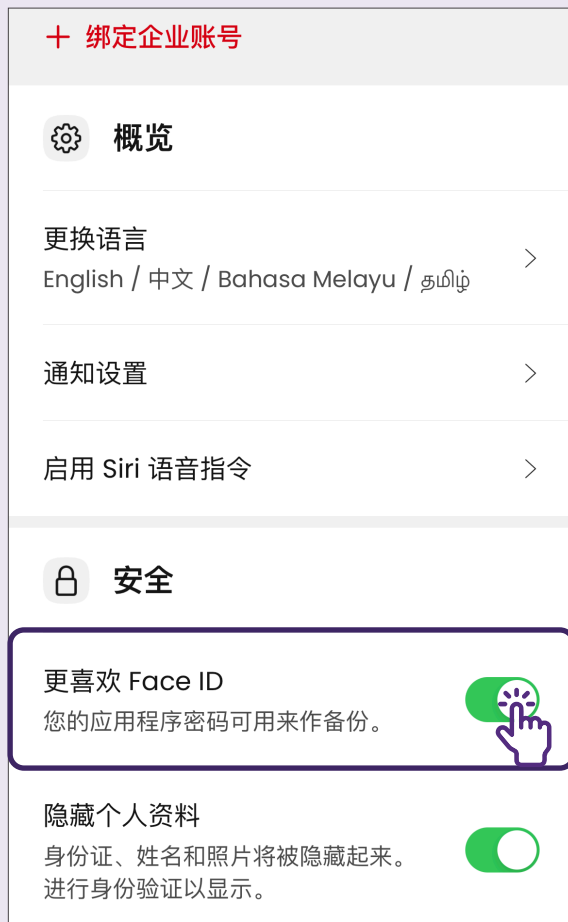 + 绑定企业账号
概览
更换语言
English / 中文 / Bahasa Melayu / தமிழ்
通知设置
启用 Siri 语音指令
安全
更喜欢 Face ID
您的应用程序密码可用来作备份。
隐藏个人资料
身份证、姓名和照片将被隐藏起来。
进行身份验证以显示。